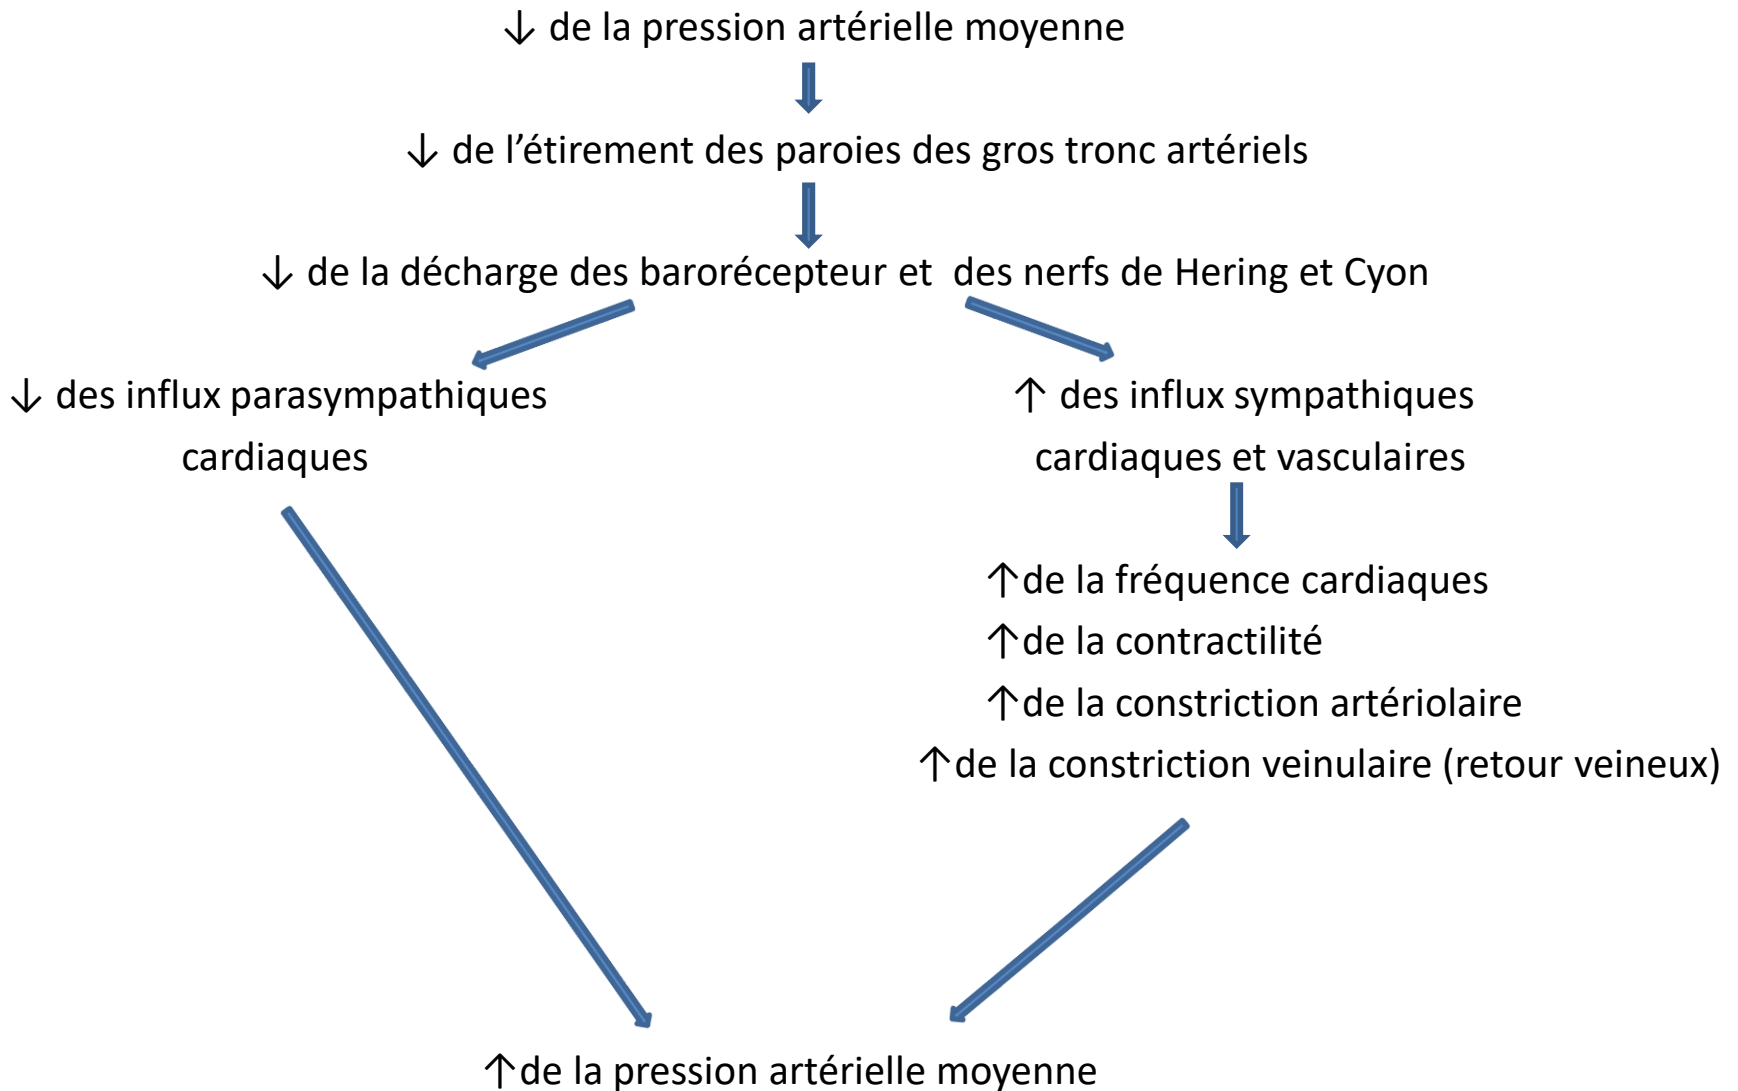 ↓ de la pression artérielle moyenne
↓ de l’étirement des paroies des gros tronc artériels
↓ de la décharge des barorécepteur et  des nerfs de Hering et Cyon
↓ des influx parasympathiques
cardiaques
↑ des influx sympathiques
cardiaques et vasculaires
↑de la fréquence cardiaques
↑de la contractilité
↑de la constriction artériolaire
↑de la constriction veinulaire (retour veineux)
↑de la pression artérielle moyenne